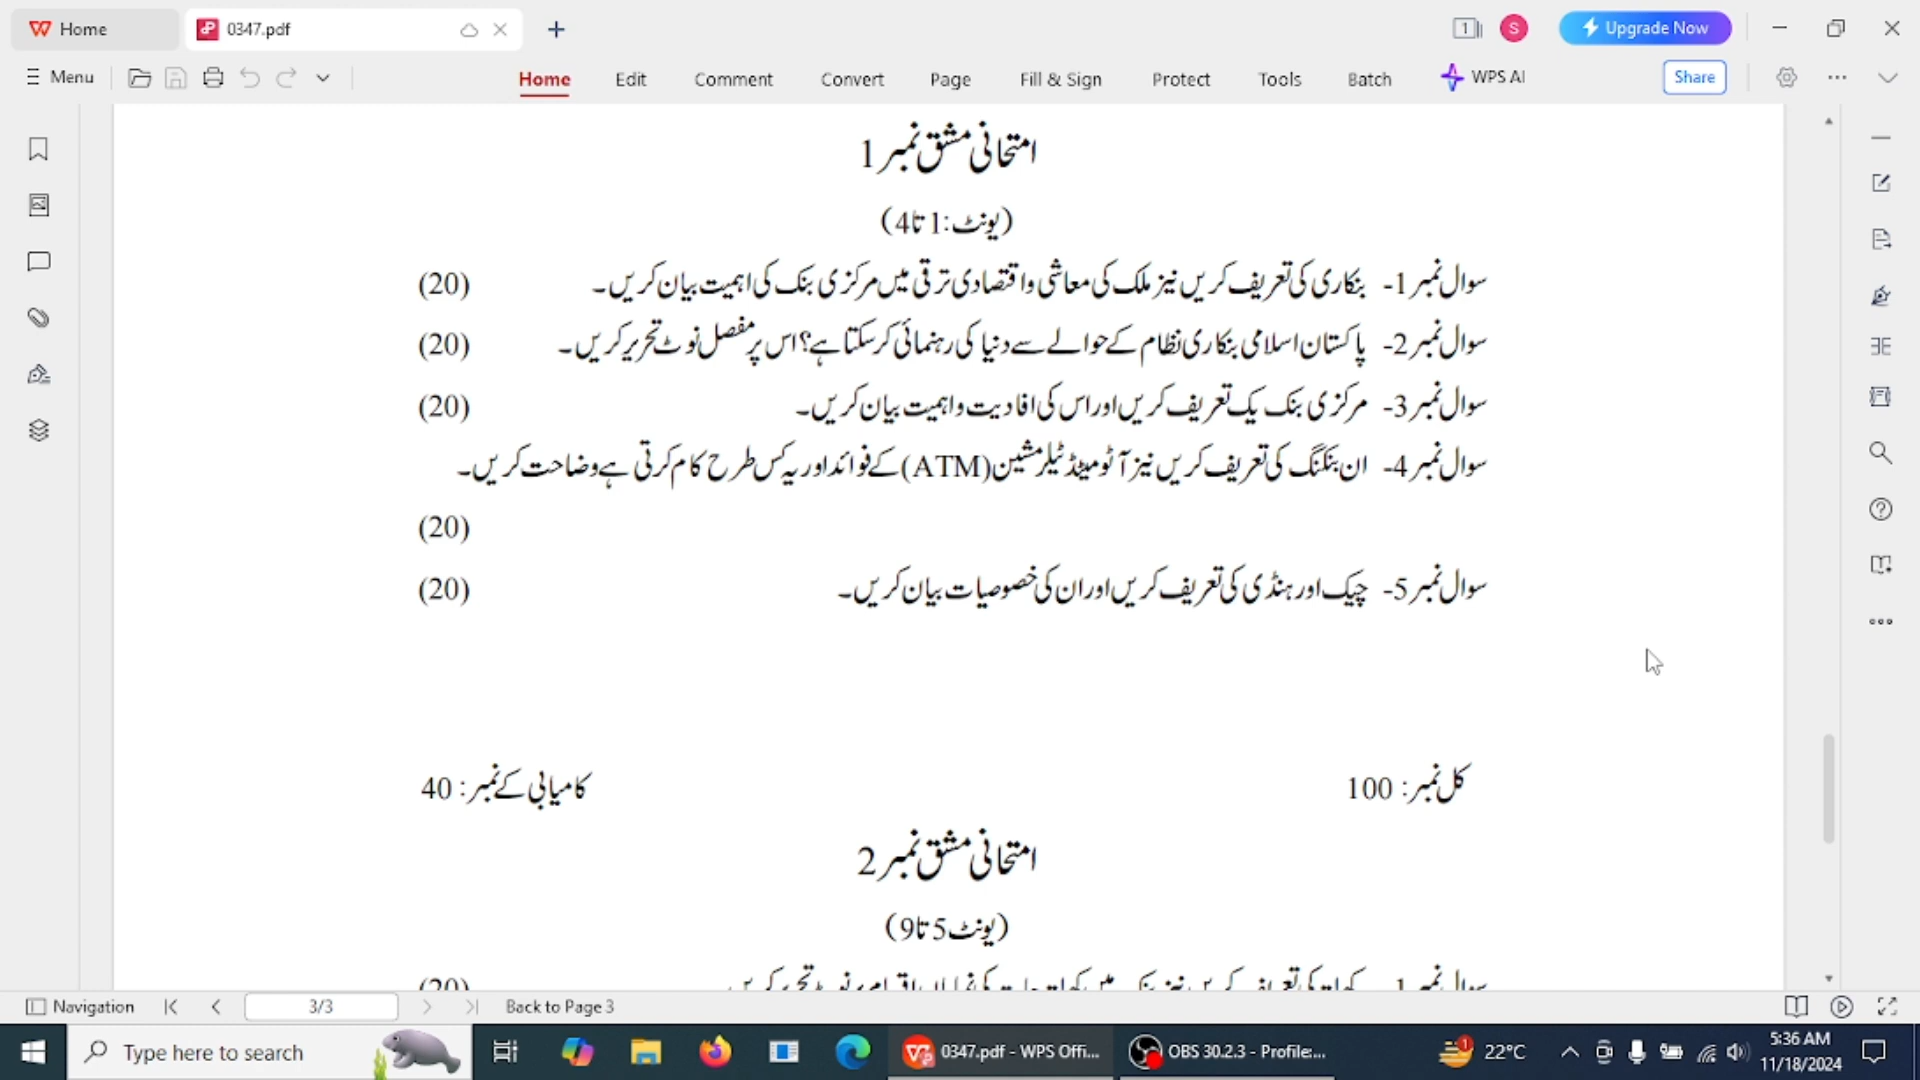 Home
0347.pdf
1
S
Upgrade Now
Menu
Home Edit Comment Convert Page Fill & Sign Protect Tools Batch WPS AI
Share
امتحانی مشق نمبر 1
(یونٹ: 1 تا 4)
سوال نمبر 1- بنکاری کی تعریف کریں نیز ملک کی معاشی و اقتصادی ترقی میں مرکزی بنک کی اہمیت بیان کریں۔ (20)
سوال نمبر 2- پاکستان اسلامی بنکاری نظام کے حوالے سے دنیا کی رہنمائی کر سکتا ہے؟ اس پر مفصل نوٹ تحریر کریں۔ (20)
سوال نمبر 3- مرکزی بنک یک تعریف کریں اور اس کی افادیت و اہمیت بیان کریں۔ (20)
سوال نمبر 4- ان بنکنگ کی تعریف کریں نیز آٹومیٹڈ ٹیلر مشین (ATM) کے فوائد اور یہ کس طرح کام کرتی ہے وضاحت کریں۔
(20)
سوال نمبر 5- چیک اور ہنڈی کی تعریف کریں اور ان کی خصوصیات بیان کریں۔ (20)
کل نمبر: 100 کامیابی کے نمبر: 40
امتحانی مشق نمبر 2
(یونٹ 5 تا 9)
سوال نمبر 1-
Navigation
3/3
Back to Page 3
Type here to search
0347.pdf - WPS Offi...
OBS 30.2.3 - Profile:...
1
22°C
5:36 AM
11/18/2024